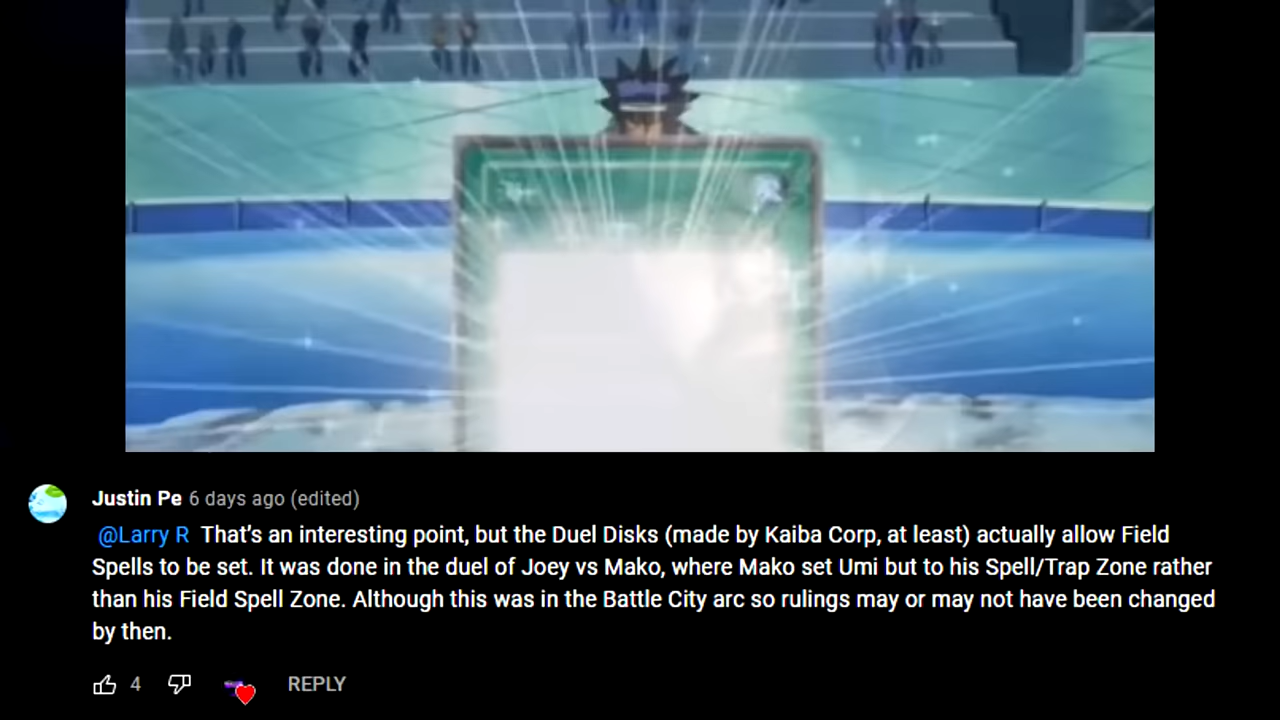 Justin Pe 6 days ago (edited)
@Larry R That's an interesting point, but the Duel Disks (made by Kaiba Corp, at least) actually allow Field
Spells to be set. It was done in the duel of Joey vs Mako, where Mako set Umi but to his Spell/Trap Zone rather
than his Field Spell Zone. Although this was in the Battle City arc so rulings may or may not have been changed
by then.
4 REPLY